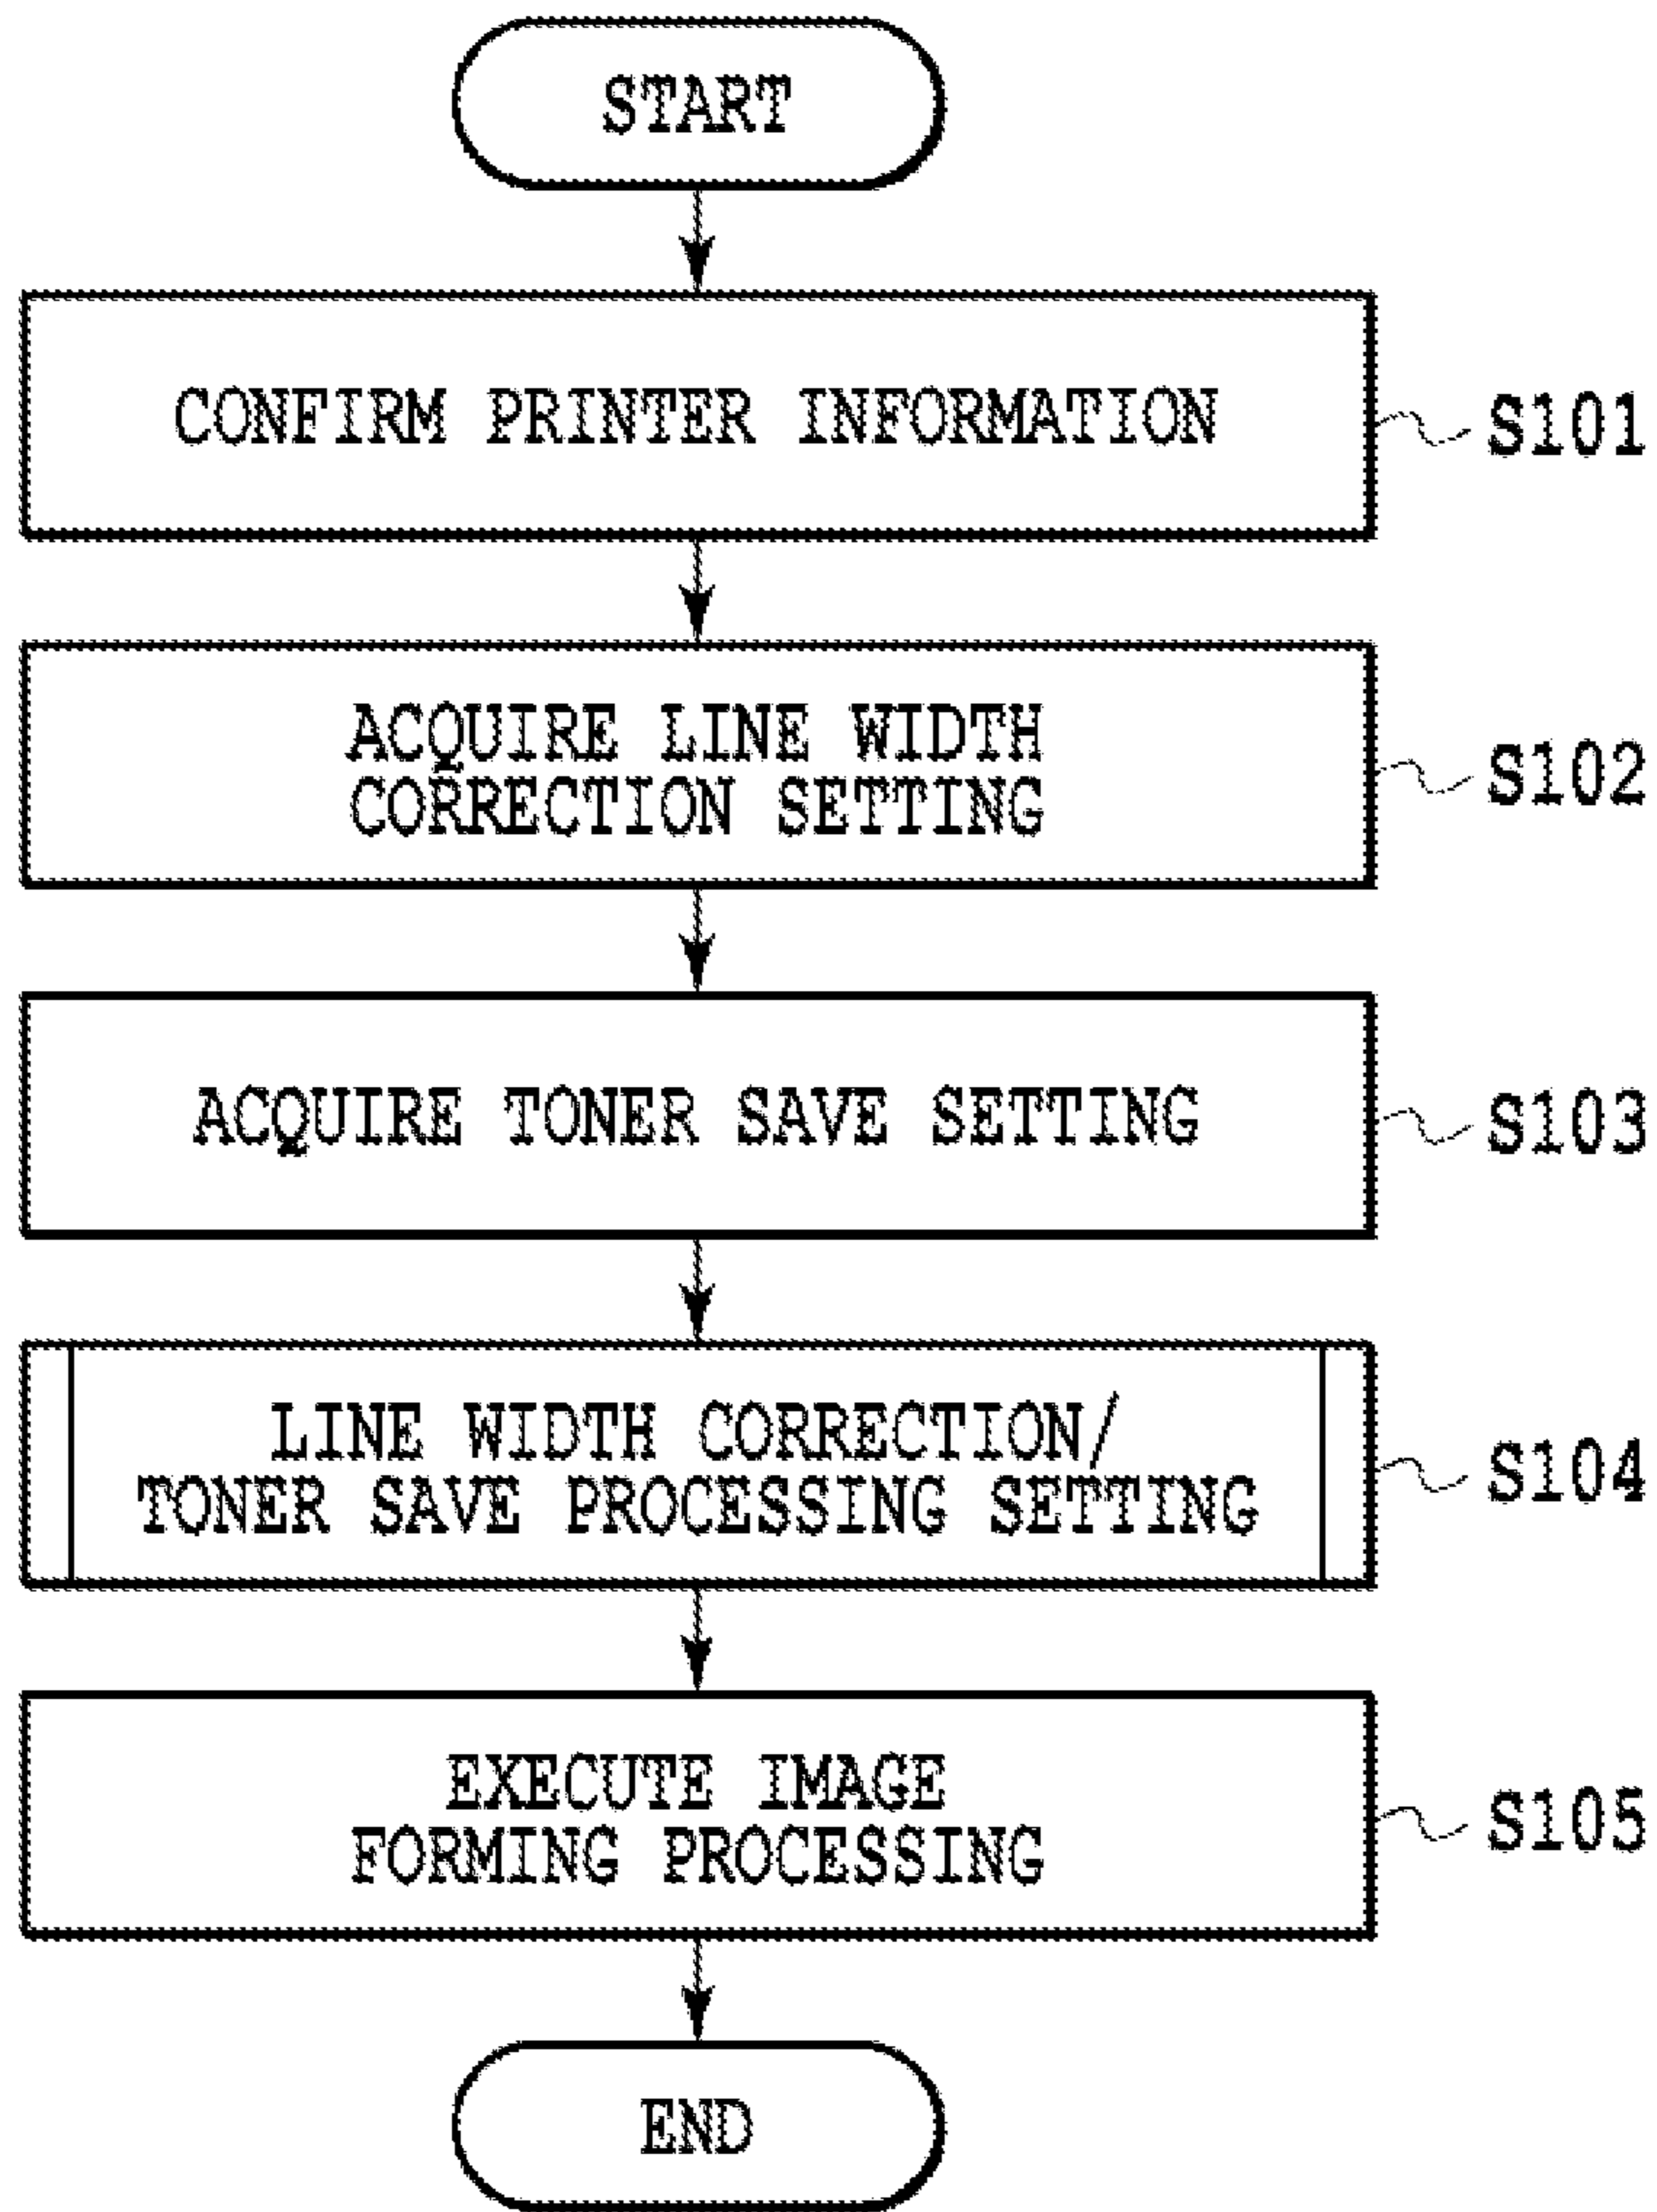 START
CONFIRM PRINTER INFORMATION
S101
ACQUIRE LINE WIDTH
CORRECTION SETTING
S102
ACQUIRE TONER SAVE SETTING
S103
LINE WIDTH CORRECTION/
TONER SAVE PROCESSING SETTING
S104
EXECUTE IMAGE
FORMING PROCESSING
S105
END